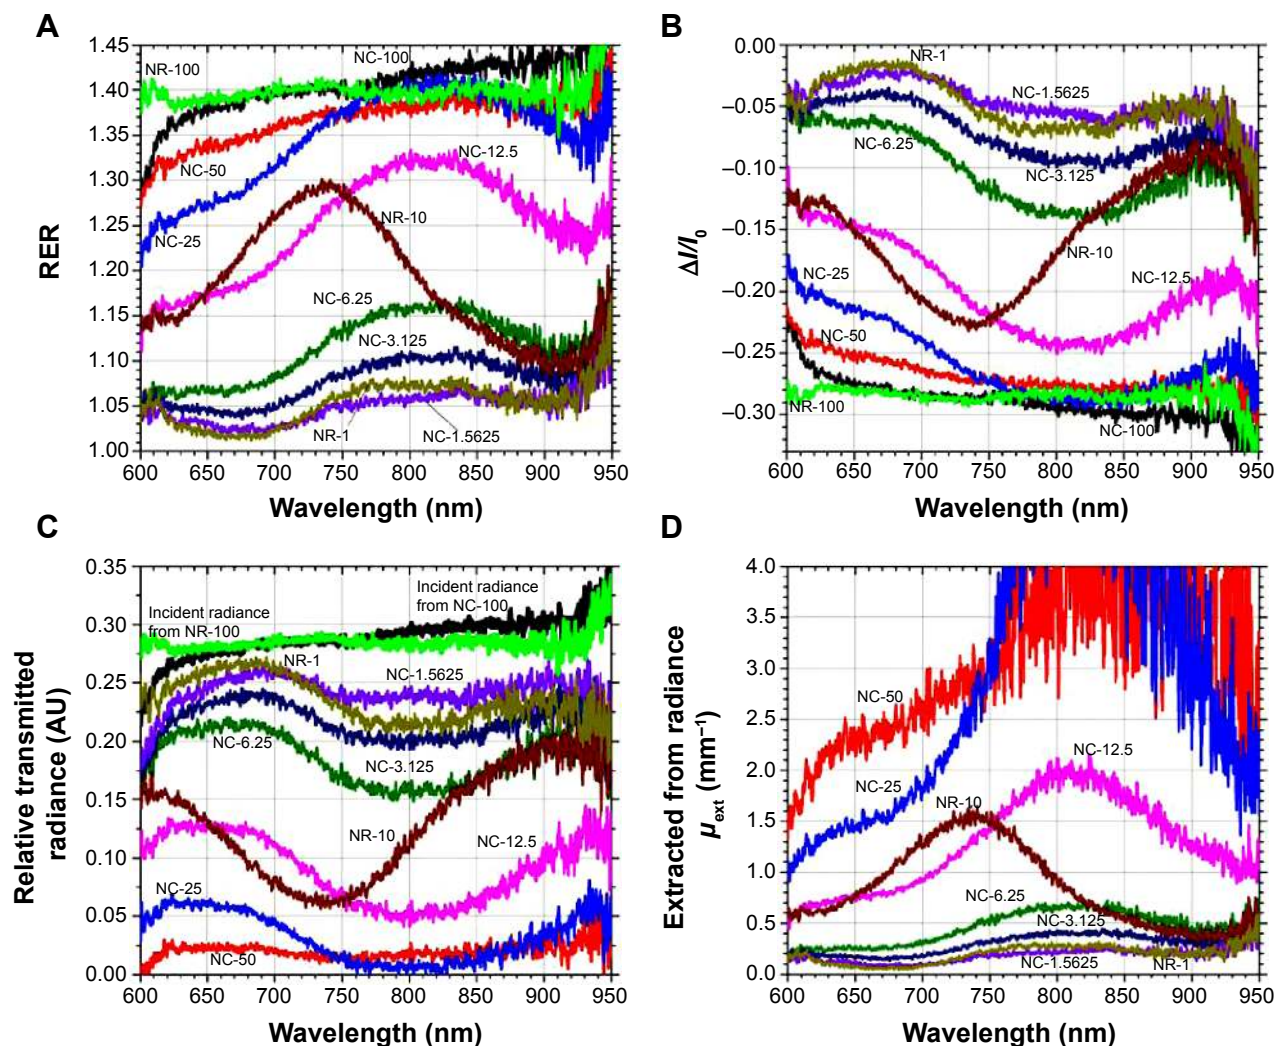 A
1.45
1.40
1.35
1.30
1.25
1.20
1.15
1.10
1.05
1.00
RER
NR-100
NC-100
NC-50
NC-12.5
NR-10
NC-25
NC-6.25
NC-3.125
NR-1
NC-1.5625
600 650 700 750 800 850 900 950
Wavelength (nm)
B
0.00
–0.05
–0.10
–0.15
–0.20
–0.25
–0.30
ΔI/I0
NR-1
NC-1.5625
NC-6.25
NC-3.125
NR-10
NC-25
NC-12.5
NC-50
NR-100
NC-100
600 650 700 750 800 850 900 950
Wavelength (nm)
C
0.35
0.30
0.25
0.20
0.15
0.10
0.05
0.00
Relative transmitted
radiance (AU)
Incident radiance
from NR-100
Incident radiance
from NC-100
NR-1
NC-1.5625
NC-6.25
NC-3.125
NR-10
NC-12.5
NC-25
NC-50
600 650 700 750 800 850 900 950
Wavelength (nm)
D
4.0
3.5
3.0
2.5
2.0
1.5
1.0
0.5
0.0
Extracted from radiance
μext (mm–1)
NC-50
NC-12.5
NC-25
NR-10
NC-6.25
NC-3.125
NC-1.5625
NR-1
600 650 700 750 800 850 900 950
Wavelength (nm)